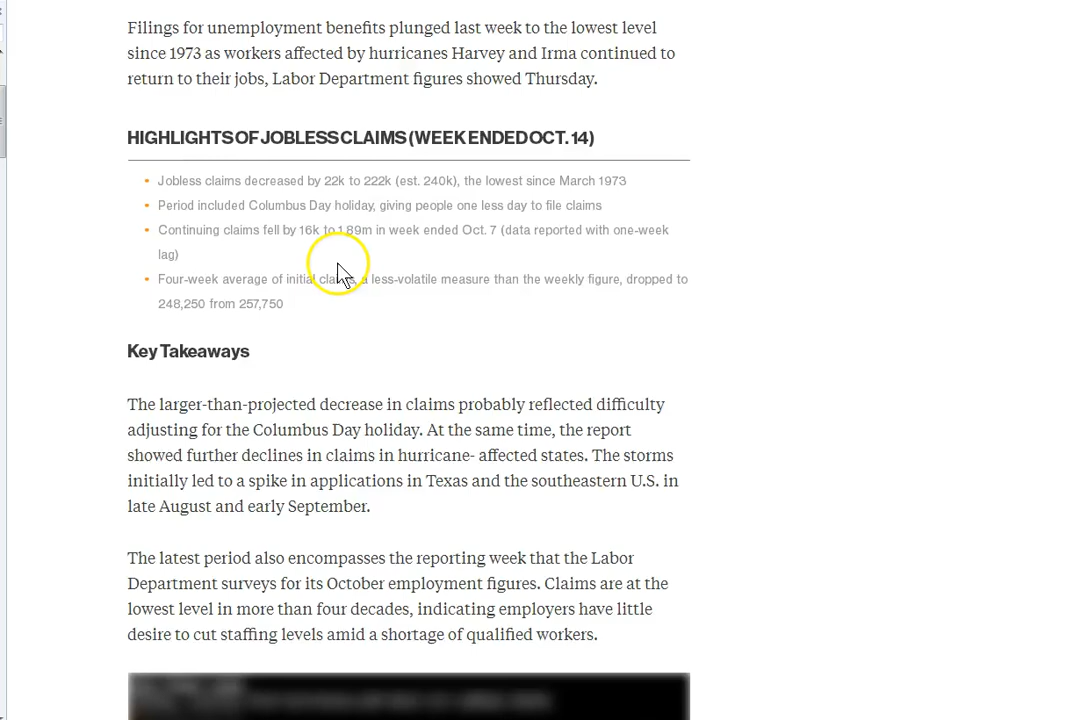 Filings for unemployment benefits plunged last week to the lowest level
since 1973 as workers affected by hurricanes Harvey and Irma continued to
return to their jobs, Labor Department figures showed Thursday.
HIGHLIGHTS OF JOBLESS CLAIMS (WEEK ENDED OCT. 14)
• Jobless claims decreased by 22k to 222k (est. 240k), the lowest since March 1973
• Period included Columbus Day holiday, giving people one less day to file claims
• Continuing claims fell by 16k to 1.89m in week ended Oct. 7 (data reported with one-week
lag)
• Four-week average of initial claims, a less-volatile measure than the weekly figure, dropped to
248,250 from 257,750
Key Takeaways
The larger-than-projected decrease in claims probably reflected difficulty
adjusting for the Columbus Day holiday. At the same time, the report
showed further declines in claims in hurricane- affected states. The storms
initially led to a spike in applications in Texas and the southeastern U.S. in
late August and early September.
The latest period also encompasses the reporting week that the Labor
Department surveys for its October employment figures. Claims are at the
lowest level in more than four decades, indicating employers have little
desire to cut staffing levels amid a shortage of qualified workers.